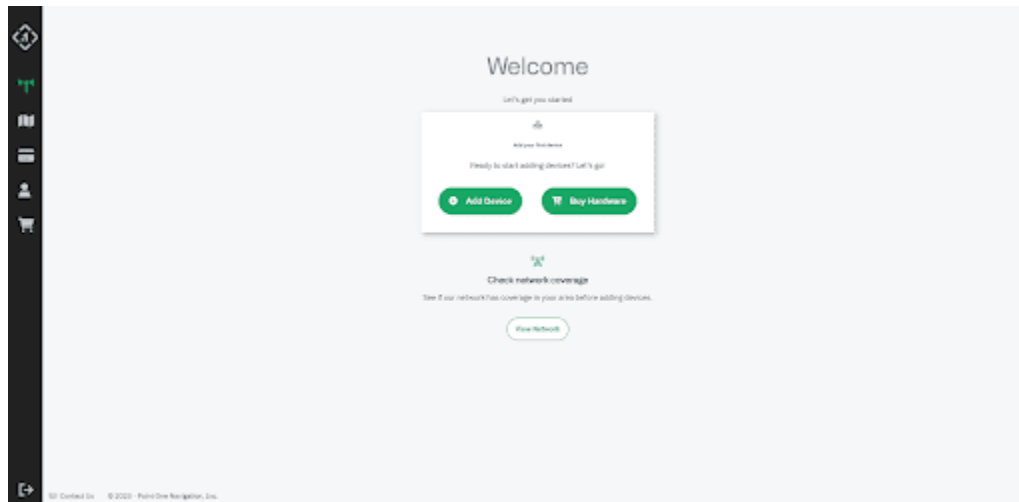 Welcome
Let's get you started
Add your first device
Ready to start adding devices? Let's go!
Add Device
Buy Hardware
Check network coverage
See if our network has coverage in your area before adding devices.
View Network
Contact Us © 2023 - Point One Navigation, Inc.